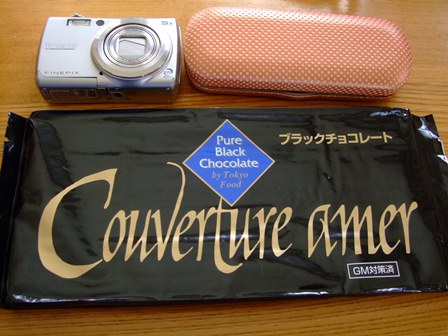 FINEPIX
Pure
Black
Chocolate
by Tokyo
Food
ブラックチョコレート
Couverture amer
GM対策済